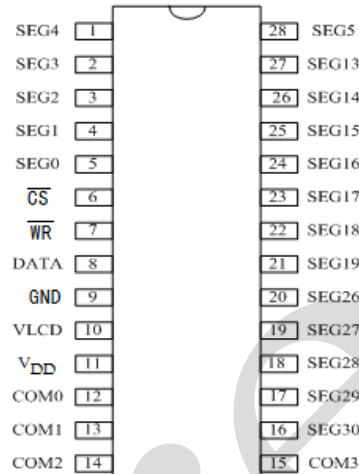 SEG4 1 28 SEG5
SEG3 2 27 SEG13
SEG2 3 26 SEG14
SEG1 4 25 SEG15
SEG0 5 24 SEG16
C̅S̅ 6 23 SEG17
W̅R̅ 7 22 SEG18
DATA 8 21 SEG19
GND 9 20 SEG26
VLCD 10 19 SEG27
VDD 11 18 SEG28
COM0 12 17 SEG29
COM1 13 16 SEG30
COM2 14 15 COM3